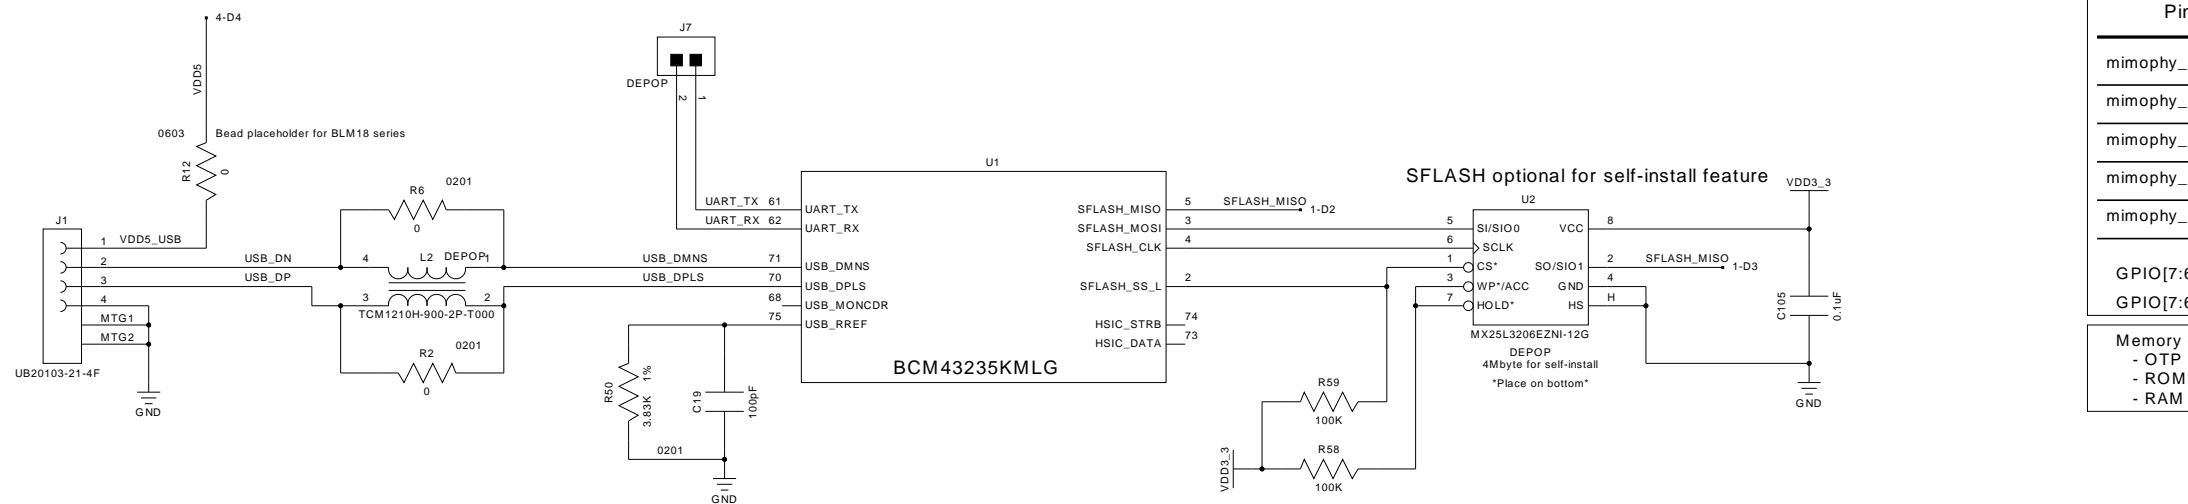 4-D4
VDD5
0603
Bead placeholder for BLM18 series
R12
0
J1
1
VDD5_USB
2
USB_DN
3
USB_DP
4
MTG1
MTG2
UB20103-21-4F
GND
R6
0201
0
4
L2
DEPOP
1
3
2
TCM1210H-900-2P-T000
R2
0201
0
J7
DEPOP
2
1
UART_TX 61
UART_RX 62
USB_DMNS
71
USB_DPLS
70
68
75
R50
3.83K 1%
C19
100pF
0201
GND
U1
UART_TX
UART_RX
USB_DMNS
USB_DPLS
USB_MONCDR
USB_RREF
SFLASH_MISO
SFLASH_MOSI
SFLASH_CLK
SFLASH_SS_L
HSIC_STRB
HSIC_DATA
BCM43235KMLG
5
SFLASH_MISO
1-D2
3
4
2
74
73
SFLASH optional for self-install feature
U2
5
SI/SIO0
6
SCLK
1
CS*
3
WP*/ACC
7
HOLD*
VCC
8
SO/SIO1
2
SFLASH_MISO
1-D3
GND
4
HS
H
MX25L3206EZNI-12G
DEPOP
4Mbyte for self-install
*Place on bottom*
VDD3_3
C105
0.1uF
GND
R59
100K
R58
100K
VDD3_3
mimophy_
mimophy_
mimophy_
mimophy_
mimophy_
GPIO[7:6
GPIO[7:6
Memory
- OTP
- ROM
- RAM